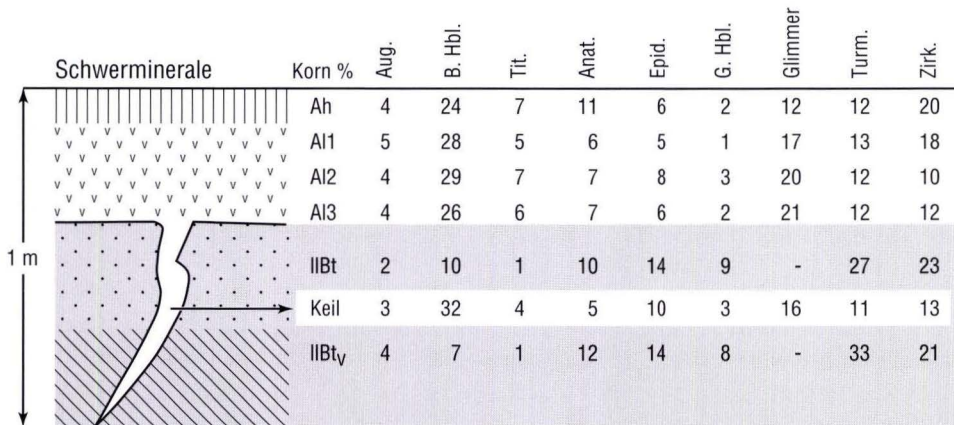 Schwerminerale Korn % Aug. B. Hbl. Tit. Anat. Epid. G. Hbl. Glimmer Turm. Zirk.
Ah 4 24 7 11 6 2 12 12 20
Al1 5 28 5 6 5 1 17 13 18
Al2 4 29 7 7 8 3 20 12 10
Al3 4 26 6 7 6 2 21 12 12
1 m
IIBt 2 10 1 10 14 9 - 27 23
Keil 3 32 4 5 10 3 16 11 13
IIBtv 4 7 1 12 14 8 - 33 21